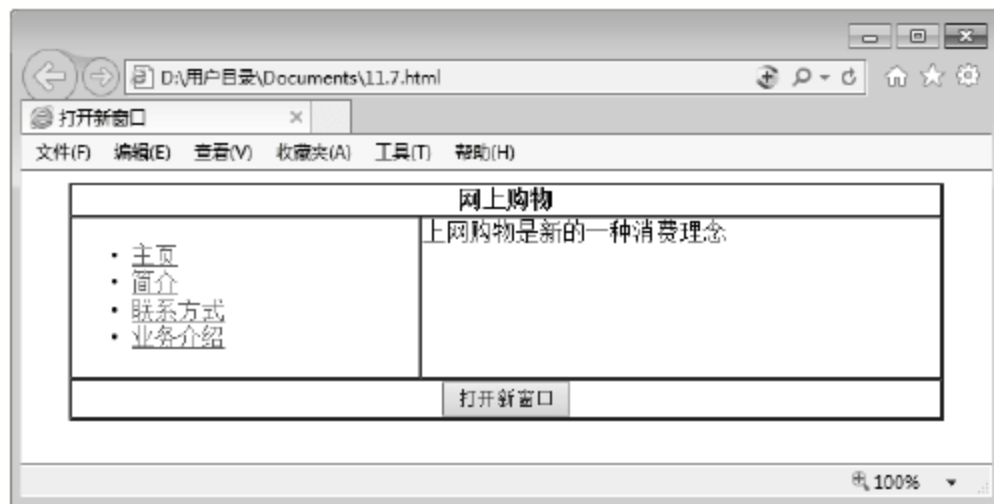 D:\用户目录\Documents\11.7.html
打开新窗口
文件(F) 编辑(E) 查看(V) 收藏夹(A) 工具(T) 帮助(H)
网上购物
• 主页
• 简介
• 联系方式
• 业务介绍
上网购物是新的一种消费理念
打开新窗口
100%